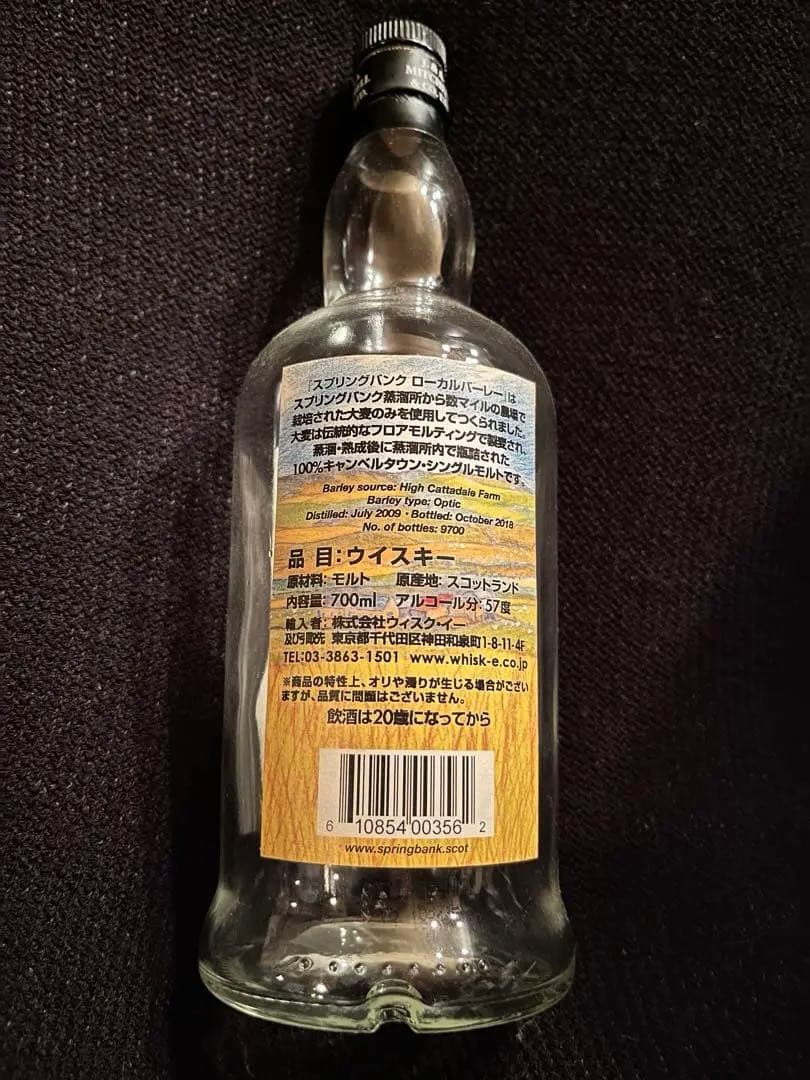 J & A
MITCHELL
& CO
『スプリングバンク ローカルバーレー』は
スプリングバンク蒸溜所から数マイルの農場で
栽培された大麦のみを使用してつくられました。
大麦は伝統的なフロアモルティングで製麦され、
蒸溜・熟成後に蒸溜所内で瓶詰された
100%キャンベルタウン・シングルモルトです。
Barley source: High Cattadale Farm
Barley type: Optic
Distilled: July 2009・Bottled: October 2018
No. of bottles: 9700
品 目:ウイスキー
原材料: モルト 原産地: スコットランド
内容量: 700ml アルコール分: 57度
輸入者: 株式会社ウィスク・イー
及び引取先 東京都千代田区神田和泉町1-8-11-4F
TEL:03-3863-1501 www.whisk-e.co.jp
※商品の特性上、オリや濁りが生じる場合がござい
ますが、品質に問題はございません。
飲酒は20歳になってから
6 10854 00356 2
www.springbank.scot